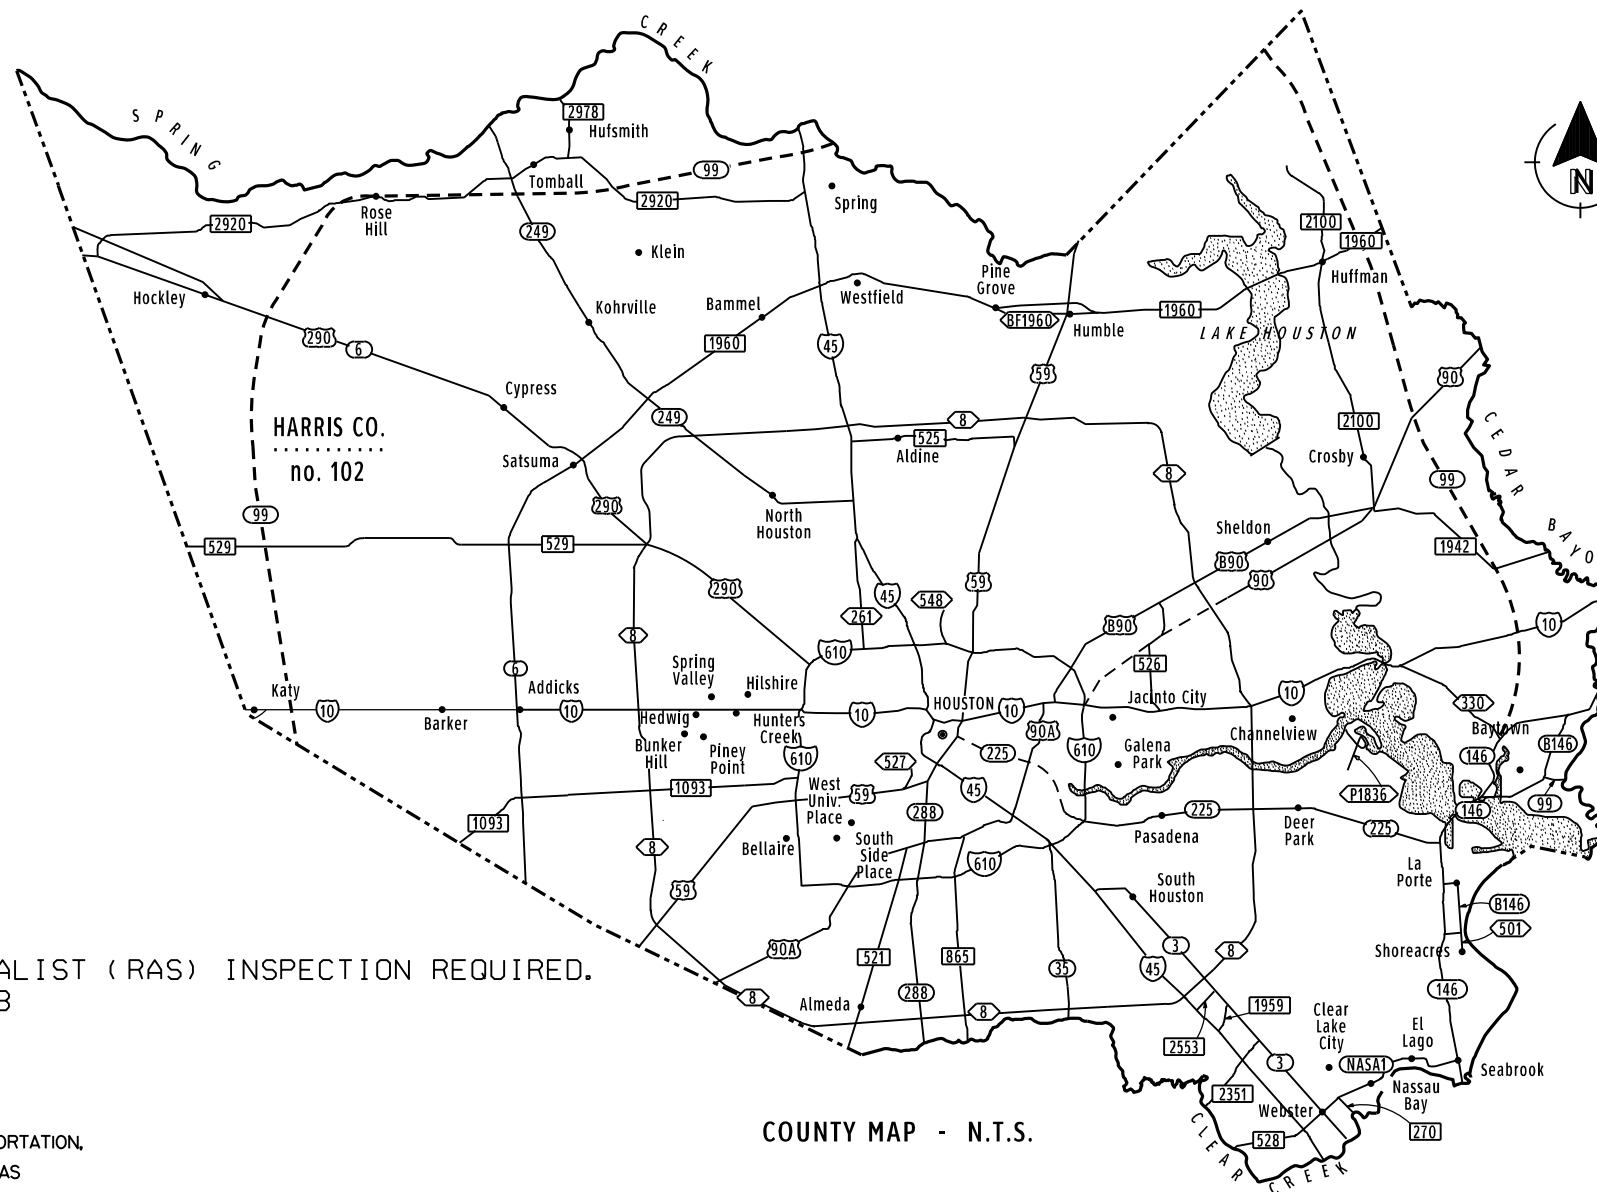 SPRING
CREEK
2978
Hufsmith
99
Tomball
2920
Spring
Rose
Hill
2920
249
Klein
2100
1960
Huffman
N
Hockley
Kohrville
Bammel
Westfield
Pine
Grove
BF1960
Humble
1960
LAKE HOUSTON
290
6
1960
45
59
90
Cypress
249
8
525
Aldine
2100
Crosby
CEDAR
BAYO
HARRIS CO.
no. 102
Satsuma
290
8
99
99
North
Houston
Sheldon
1942
529
529
B90
90
290
45
59
548
261
B90
10
8
610
526
6
Spring
Valley
Hilshire
Katy
10
Addicks
10
Barker
Hedwig
Hunters
Creek
Bunker
Hill
Piney
Point
10
HOUSTON
10
90A
Jacinto City
10
Channelview
330
Baytown
225
610
Galena
Park
146
B146
610
527
1093
West
Univ.
Place
59
45
288
P1836
99
146
1093
225
Pasadena
Deer
Park
225
8
Bellaire
South
Side
Place
610
59
La
Porte
South
Houston
B146
501
Shoreacres
90A
521
865
35
3
8
45
ALIST (RAS) INSPECTION REQUIRED.
B
8
Almeda
288
8
1959
146
2553
Clear
Lake
City
El
Lago
3
NASA1
Seabrook
Nassau
Bay
2351
Webster
270
528
CLEAR
CREEK
COUNTY MAP - N.T.S.
ORTATION,
AS